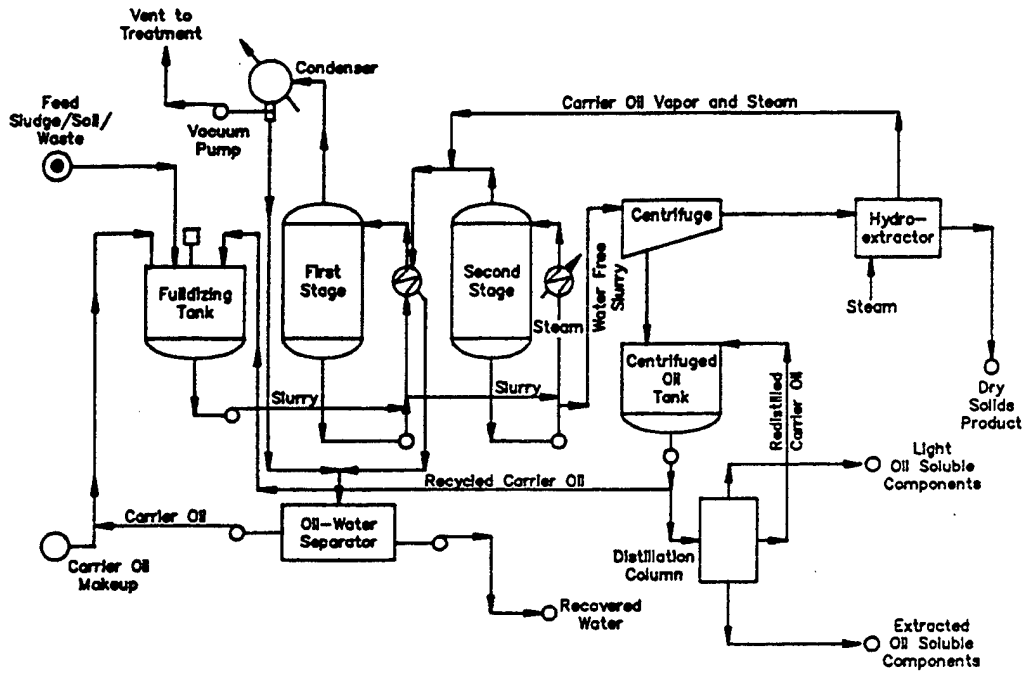 Vent to
Treatment
Condenser
Feed
Sludge/Soil/
Waste
Vacuum
Pump
Carrier Oil Vapor and Steam
Centrifuge
Hydro-
extractor
First
Stage
Second
Stage
Fuildizing
Tank
Water Free
Slurry
Steam
Steam
Centrifuged
Oil
Tank
Redistilled
Carrier Oil
Slurry
Slurry
Dry
Solids
Product
Light
Oil Soluble
Components
Recycled Carrier Oil
Carrier Oil
Oil-Water
Separator
Distillation
Column
Carrier Oil
Makeup
Recovered
Water
Extracted
Oil Soluble
Components